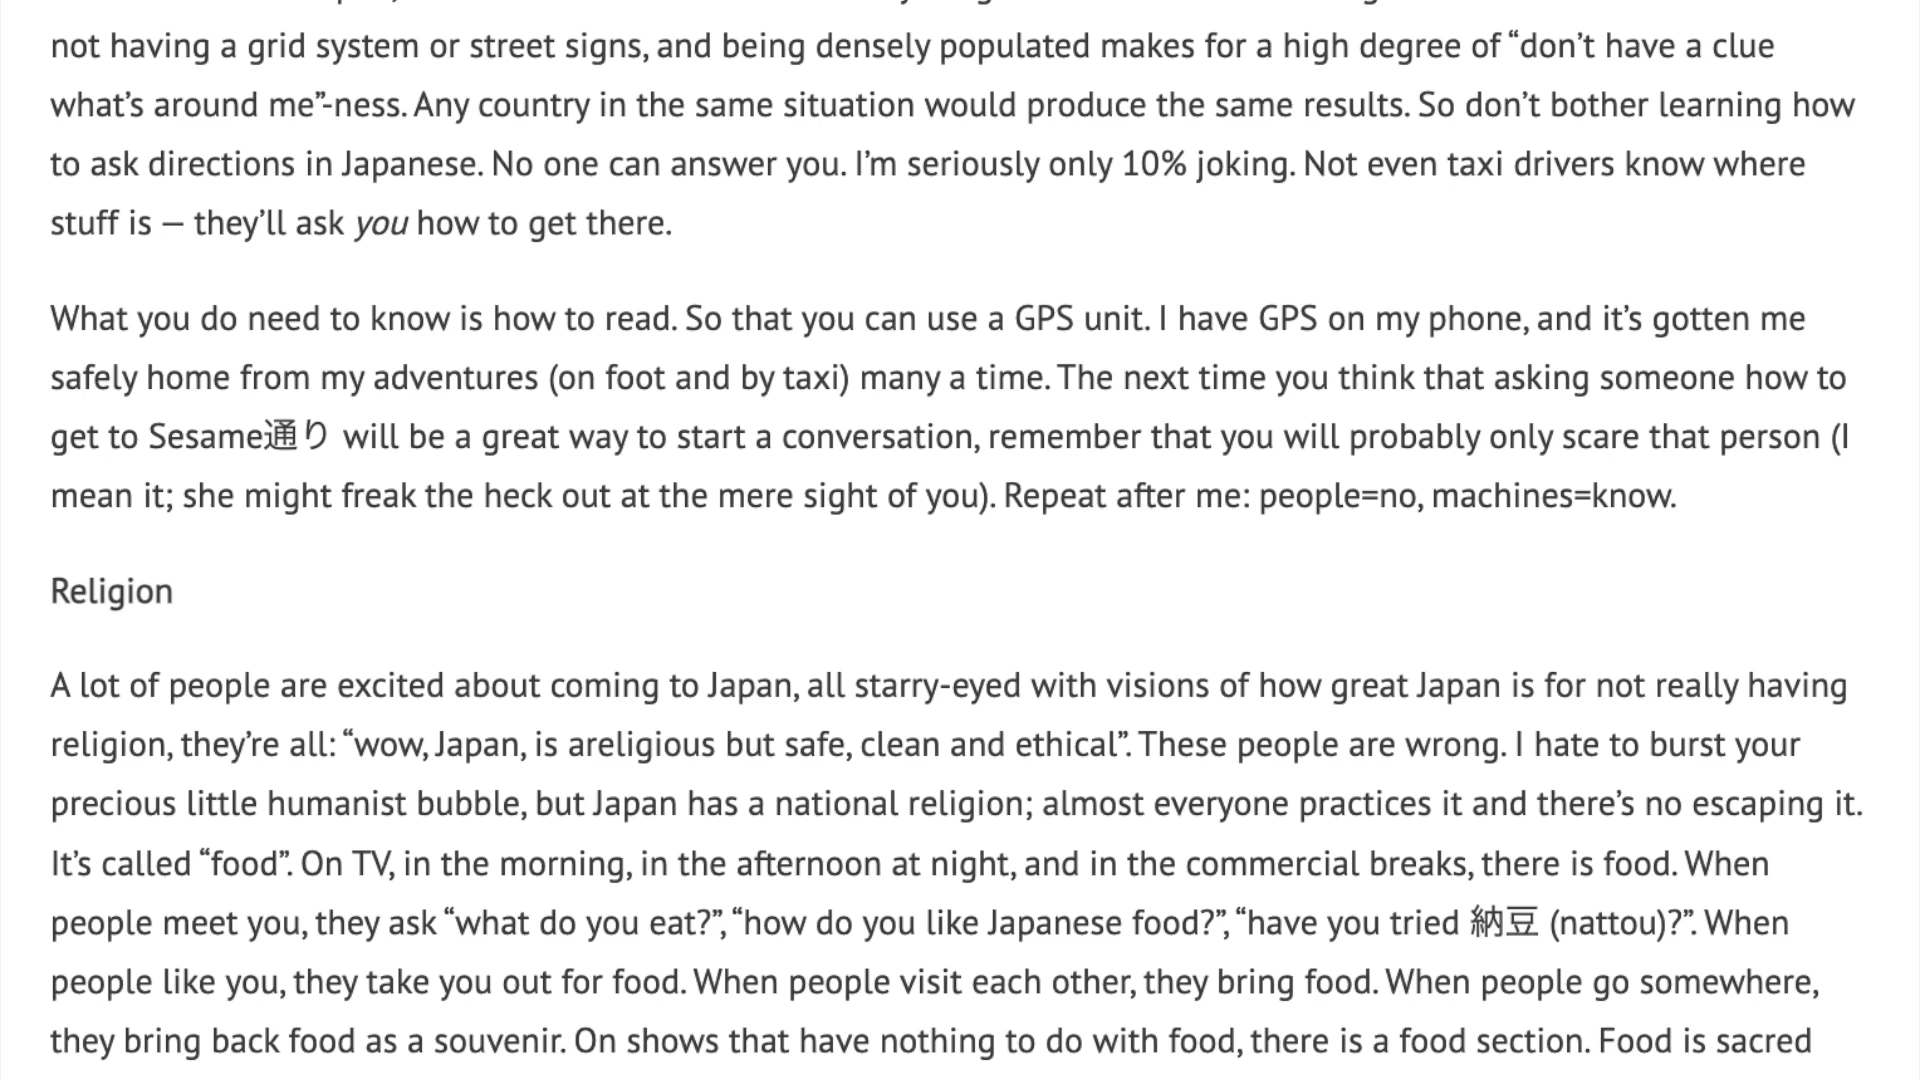 not having a grid system or street signs, and being densely populated makes for a high degree of “don’t have a clue
what’s around me”-ness. Any country in the same situation would produce the same results. So don’t bother learning how
to ask directions in Japanese. No one can answer you. I’m seriously only 10% joking. Not even taxi drivers know where
stuff is — they’ll ask you how to get there.
What you do need to know is how to read. So that you can use a GPS unit. I have GPS on my phone, and it’s gotten me
safely home from my adventures (on foot and by taxi) many a time. The next time you think that asking someone how to
get to Sesame通り will be a great way to start a conversation, remember that you will probably only scare that person (I
mean it; she might freak the heck out at the mere sight of you). Repeat after me: people=no, machines=know.
Religion
A lot of people are excited about coming to Japan, all starry-eyed with visions of how great Japan is for not really having
religion, they’re all: “wow, Japan, is areligious but safe, clean and ethical”. These people are wrong. I hate to burst your
precious little humanist bubble, but Japan has a national religion; almost everyone practices it and there’s no escaping it.
It’s called “food”. On TV, in the morning, in the afternoon at night, and in the commercial breaks, there is food. When
people meet you, they ask “what do you eat?”, “how do you like Japanese food?”, “have you tried 納豆 (nattou)?”. When
people like you, they take you out for food. When people visit each other, they bring food. When people go somewhere,
they bring back food as a souvenir. On shows that have nothing to do with food, there is a food section. Food is sacred